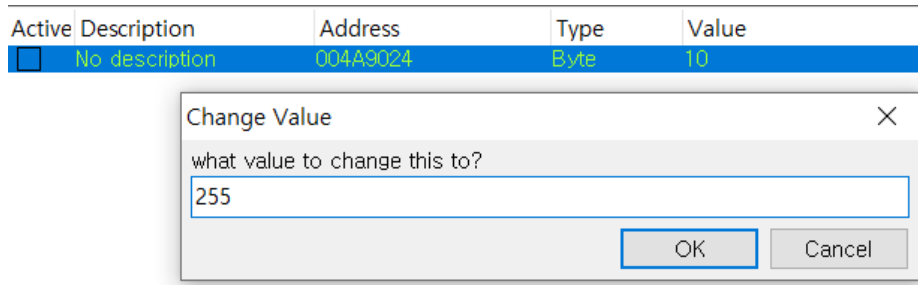 Active Description Address Type Value
No description 004A9024 Byte 10
Change Value
what value to change this to?
255
OK Cancel